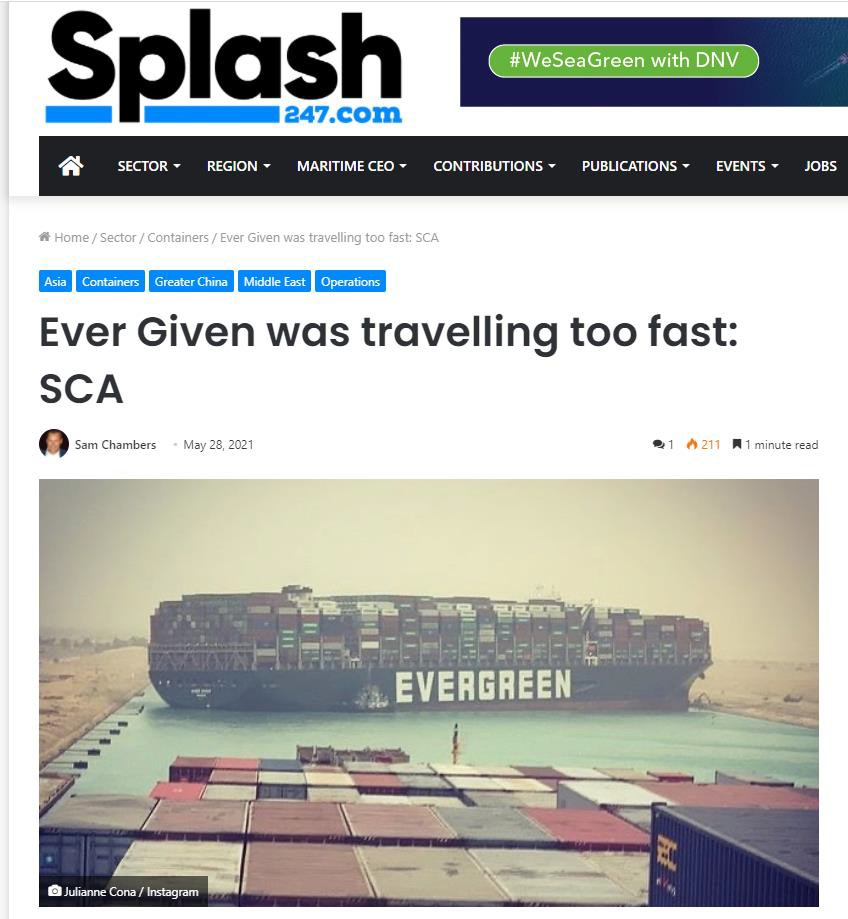 Splash
247.com
#WeSeaGreen with DNV
SECTOR REGION MARITIME CEO CONTRIBUTIONS PUBLICATIONS EVENTS JOBS
Home / Sector / Containers / Ever Given was travelling too fast: SCA
Asia Containers Greater China Middle East Operations
Ever Given was travelling too fast:
SCA
Sam Chambers May 28, 2021 1 211 1 minute read
EVERGREEN
Julianne Cona / Instagram